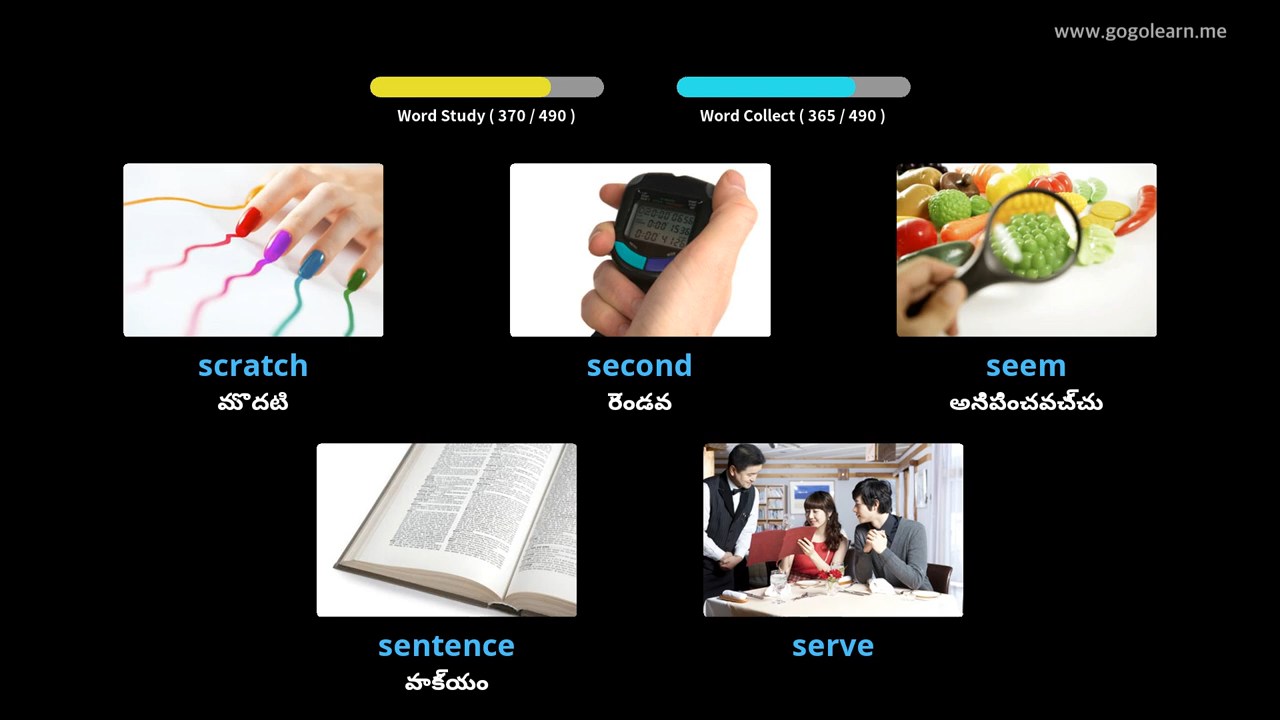 www.gogolearn.me
Word Study ( 370 / 490 )
Word Collect ( 365 / 490 )
scratch
మొదటి
second
రెండవ
seem
అనిపించవచ్చు
sentence
వాక్యం
serve